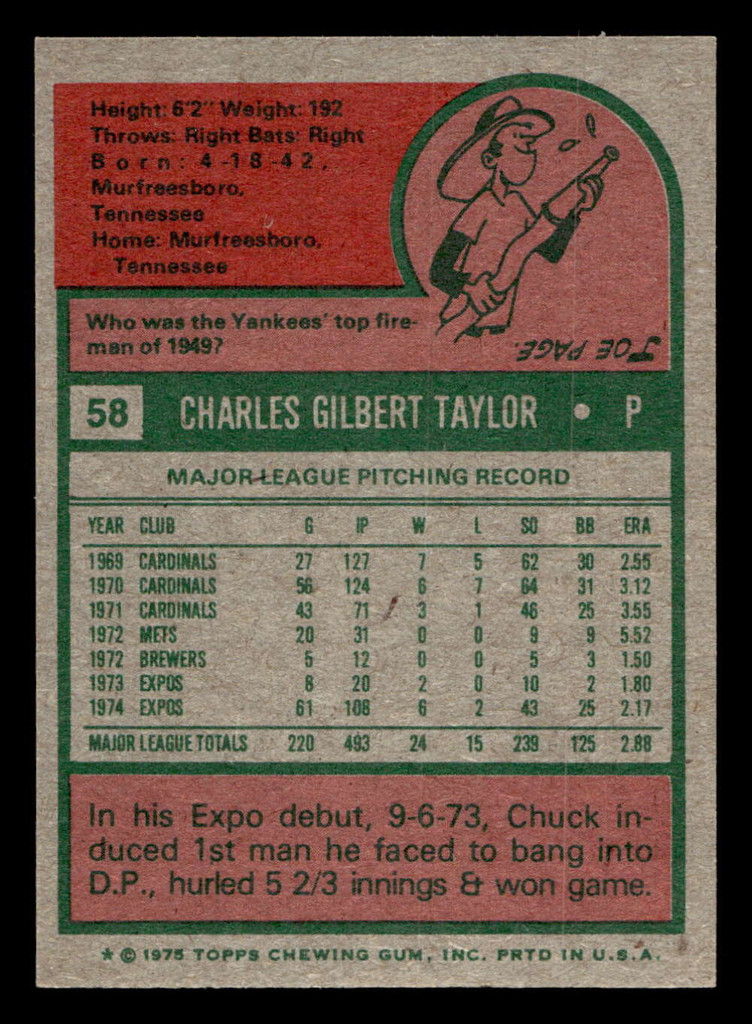 Height: 6'2" Weight: 192
Throws: Right Bats: Right
Born: 4-18-42,
Murfreesboro,
Tennessee
Home: Murfreesboro,
Tennessee
Who was the Yankees' top fire-
man of 1949?
JOE PAGE.
58 CHARLES GILBERT TAYLOR • P
MAJOR LEAGUE PITCHING RECORD
YEAR CLUB G IP W L SO BB ERA
1969 CARDINALS 27 127 7 5 62 30 2.55
1970 CARDINALS 56 124 6 7 64 31 3.12
1971 CARDINALS 43 71 3 1 46 25 3.55
1972 METS 20 31 0 0 9 9 5.52
1972 BREWERS 5 12 0 0 5 3 1.50
1973 EXPOS 8 20 2 0 10 2 1.80
1974 EXPOS 61 108 6 2 43 25 2.17
MAJOR LEAGUE TOTALS 220 493 24 15 239 125 2.88
In his Expo debut, 9-6-73, Chuck in-
duced 1st man he faced to bang into
D.P., hurled 5 2/3 innings & won game.
* © 1975 TOPPS CHEWING GUM, INC. PRTD IN U.S.A.